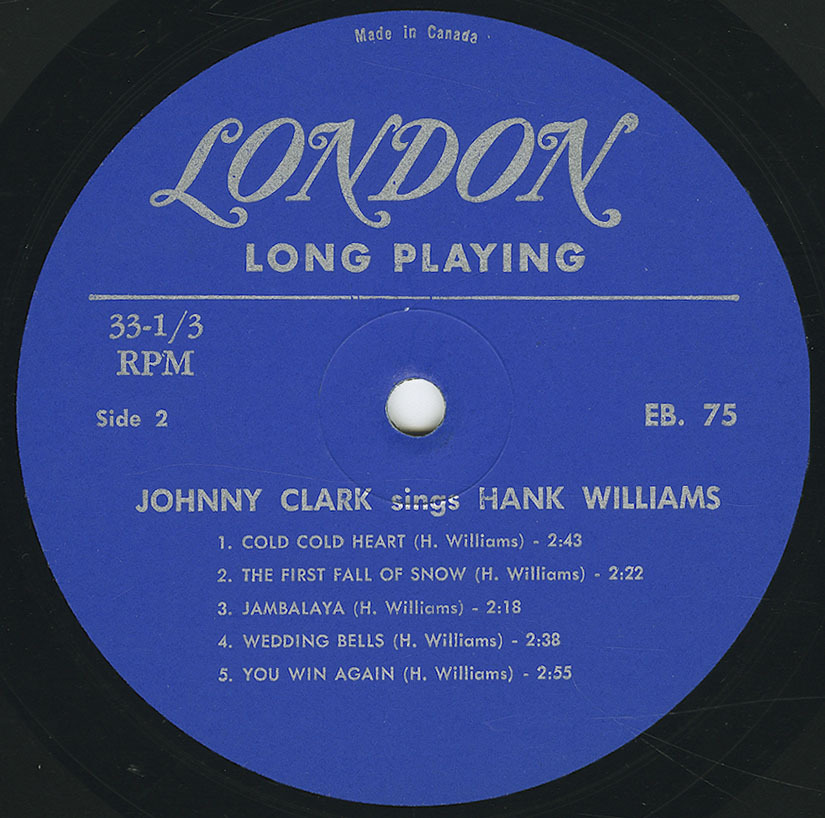 Made in Canada
LONDON
LONG PLAYING
33-1/3
RPM
Side 2
EB. 75
JOHNNY CLARK sings HANK WILLIAMS
1. COLD COLD HEART (H. Williams) - 2:43
2. THE FIRST FALL OF SNOW (H. Williams) - 2:22
3. JAMBALAYA (H. Williams) - 2:18
4. WEDDING BELLS (H. Williams) - 2:38
5. YOU WIN AGAIN (H. Williams) - 2:55